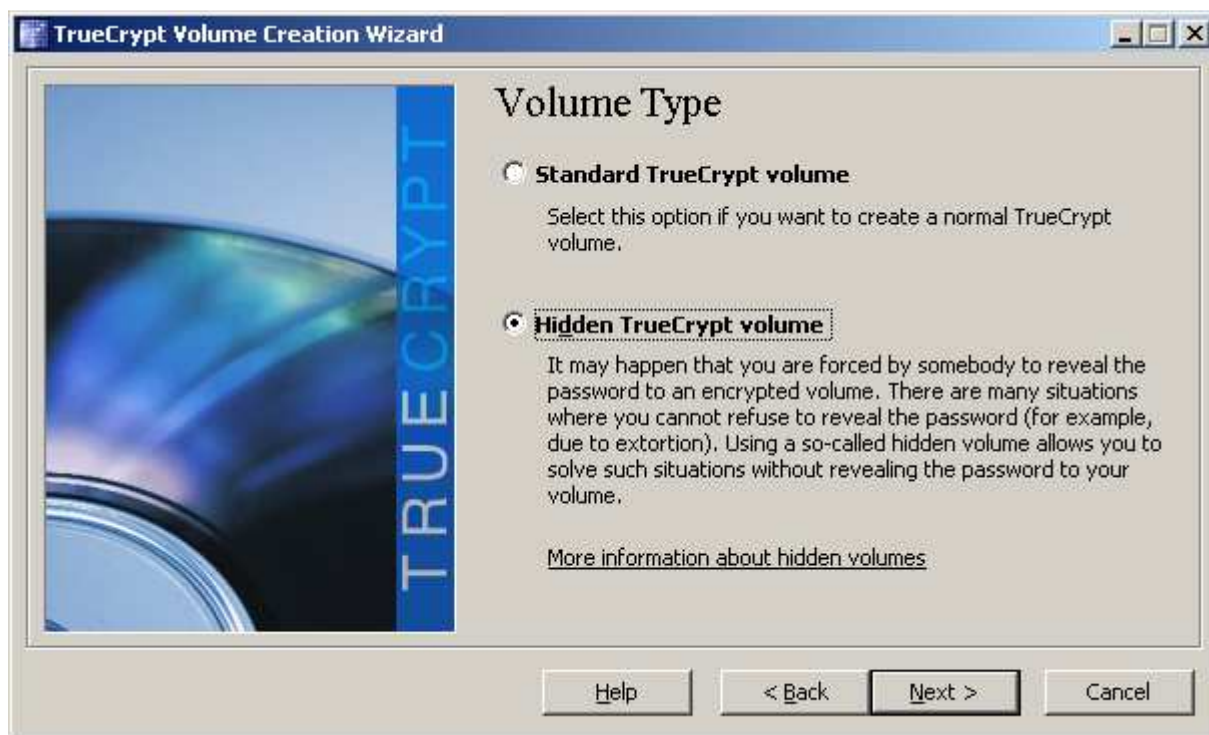 TrueCrypt Volume Creation Wizard
TRUECRYPT
Volume Type
Standard TrueCrypt volume
Select this option if you want to create a normal TrueCrypt
volume.
Hidden TrueCrypt volume
It may happen that you are forced by somebody to reveal the
password to an encrypted volume. There are many situations
where you cannot refuse to reveal the password (for example,
due to extortion). Using a so-called hidden volume allows you to
solve such situations without revealing the password to your
volume.
More information about hidden volumes
Help
< Back
Next >
Cancel